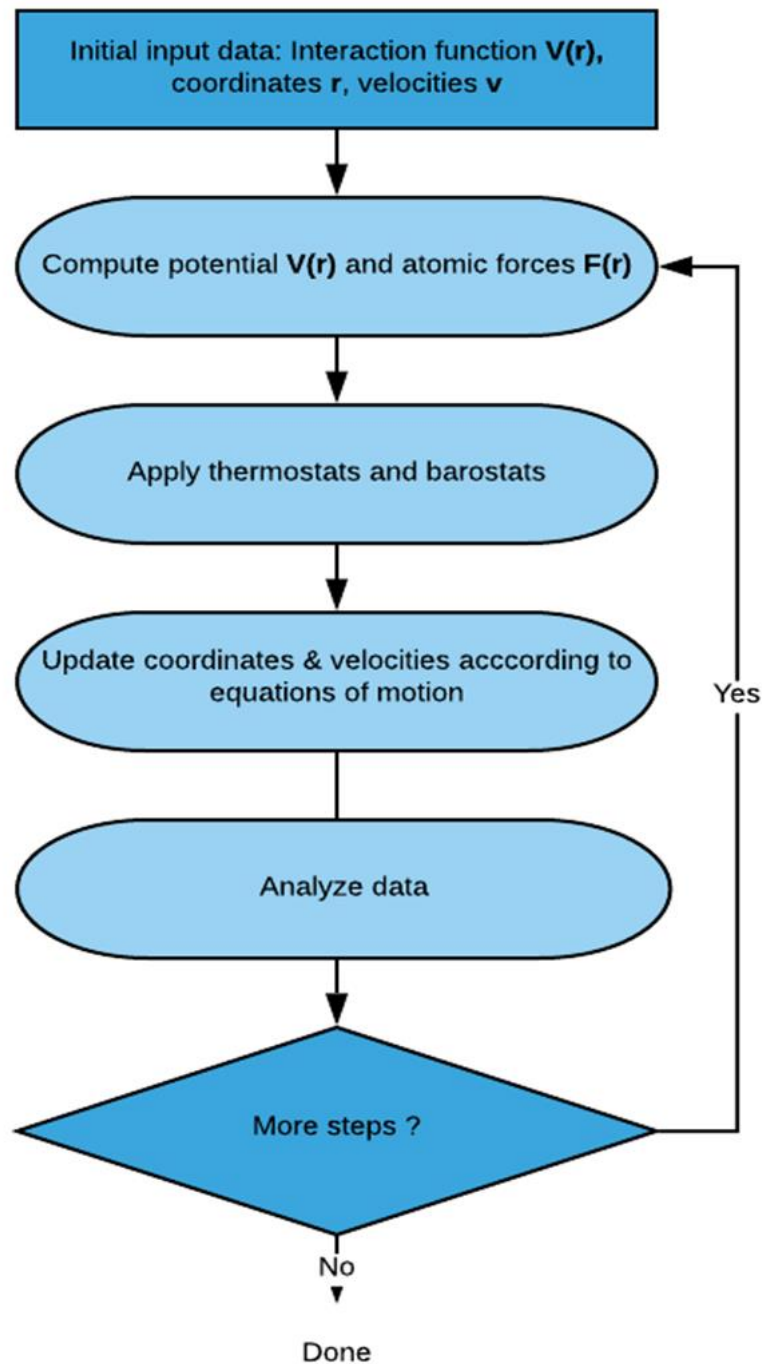 Initial input data: Interaction function V(r),
coordinates r, velocities v
Compute potential V(r) and atomic forces F(r)
Apply thermostats and barostats
Update coordinates & velocities acccording to
equations of motion
Yes
Analyze data
More steps ?
No
Done